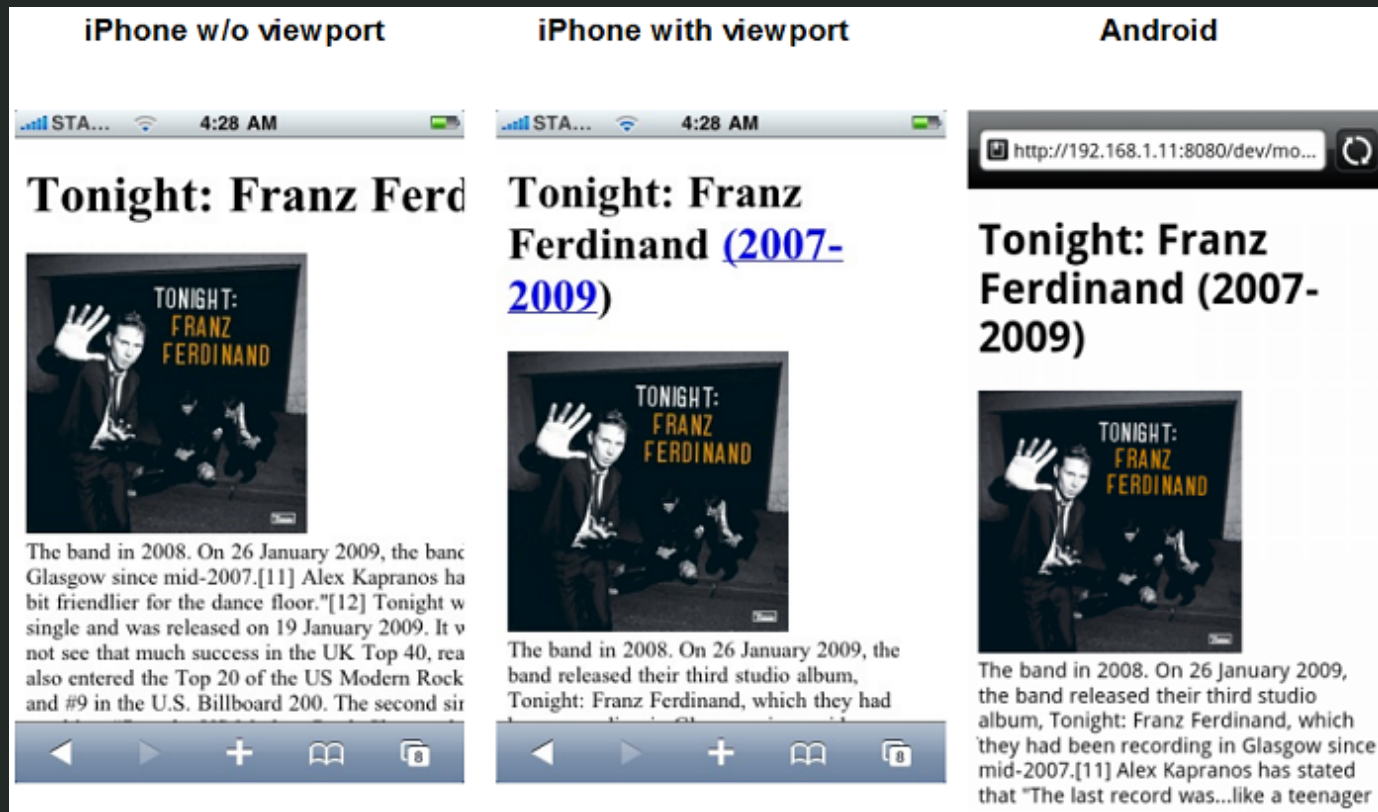 iPhone w/o viewport
iPhone with viewport
Android
STA...
4:28 AM
Tonight: Franz Ferd
TONIGHT:
FRANZ
FERDINAND
The band in 2008. On 26 January 2009, the banc
Glasgow since mid-2007.[11] Alex Kapranos ha
bit friendlier for the dance floor."[12] Tonight w
single and was released on 19 January 2009. It v
not see that much success in the UK Top 40, rea
also entered the Top 20 of the US Modern Rock
and #9 in the U.S. Billboard 200. The second sir
8
STA...
4:28 AM
Tonight: Franz
Ferdinand (2007-
2009)
TONIGHT:
FRANZ
FERDINAND
The band in 2008. On 26 January 2009, the
band released their third studio album,
Tonight: Franz Ferdinand, which they had
8
http://192.168.1.11:8080/dev/mo...
Tonight: Franz
Ferdinand (2007-
2009)
TONIGHT:
FRANZ
FERDINAND
The band in 2008. On 26 January 2009,
the band released their third studio
album, Tonight: Franz Ferdinand, which
they had been recording in Glasgow since
mid-2007.[11] Alex Kapranos has stated
that "The last record was...like a teenager